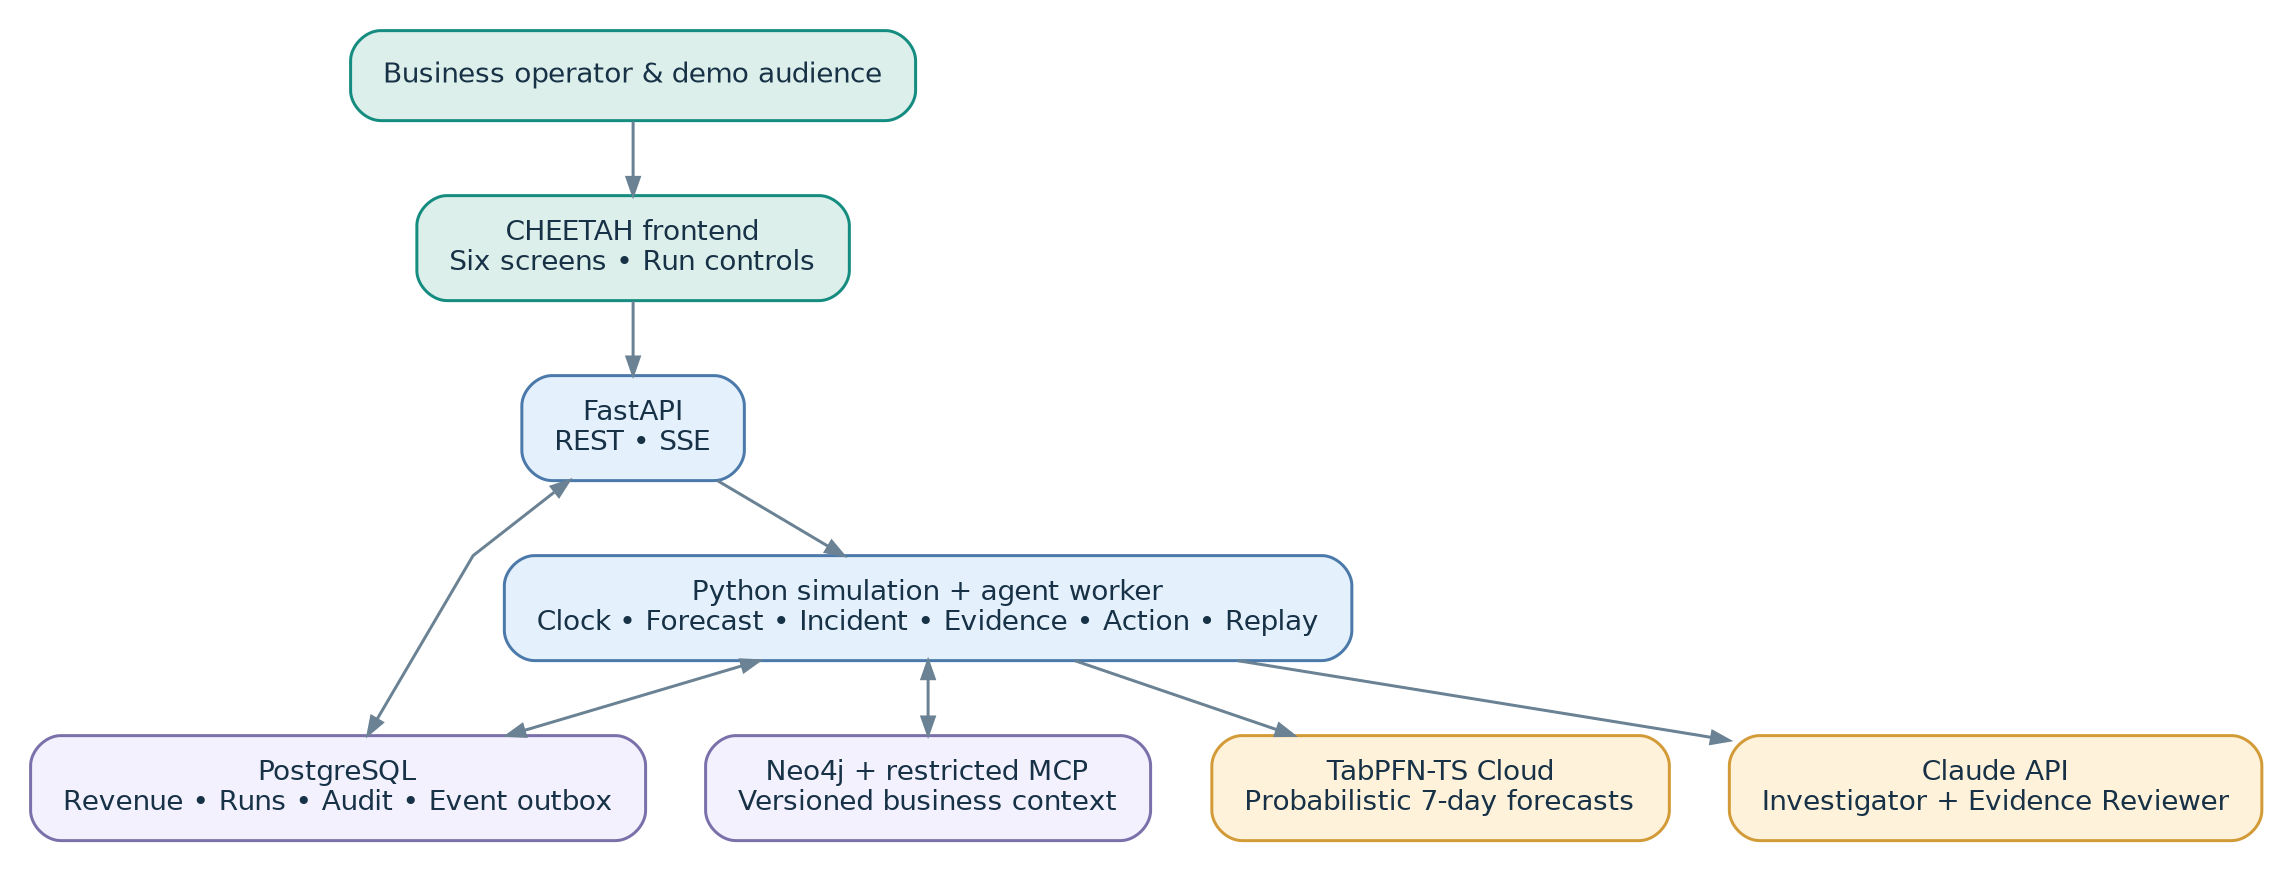 Business operator & demo audience
CHEETAH frontend
Six screens • Run controls
FastAPI
REST • SSE
Python simulation + agent worker
Clock • Forecast • Incident • Evidence • Action • Replay
PostgreSQL
Revenue • Runs • Audit • Event outbox
Neo4j + restricted MCP
Versioned business context
TabPFN-TS Cloud
Probabilistic 7-day forecasts
Claude API
Investigator + Evidence Reviewer